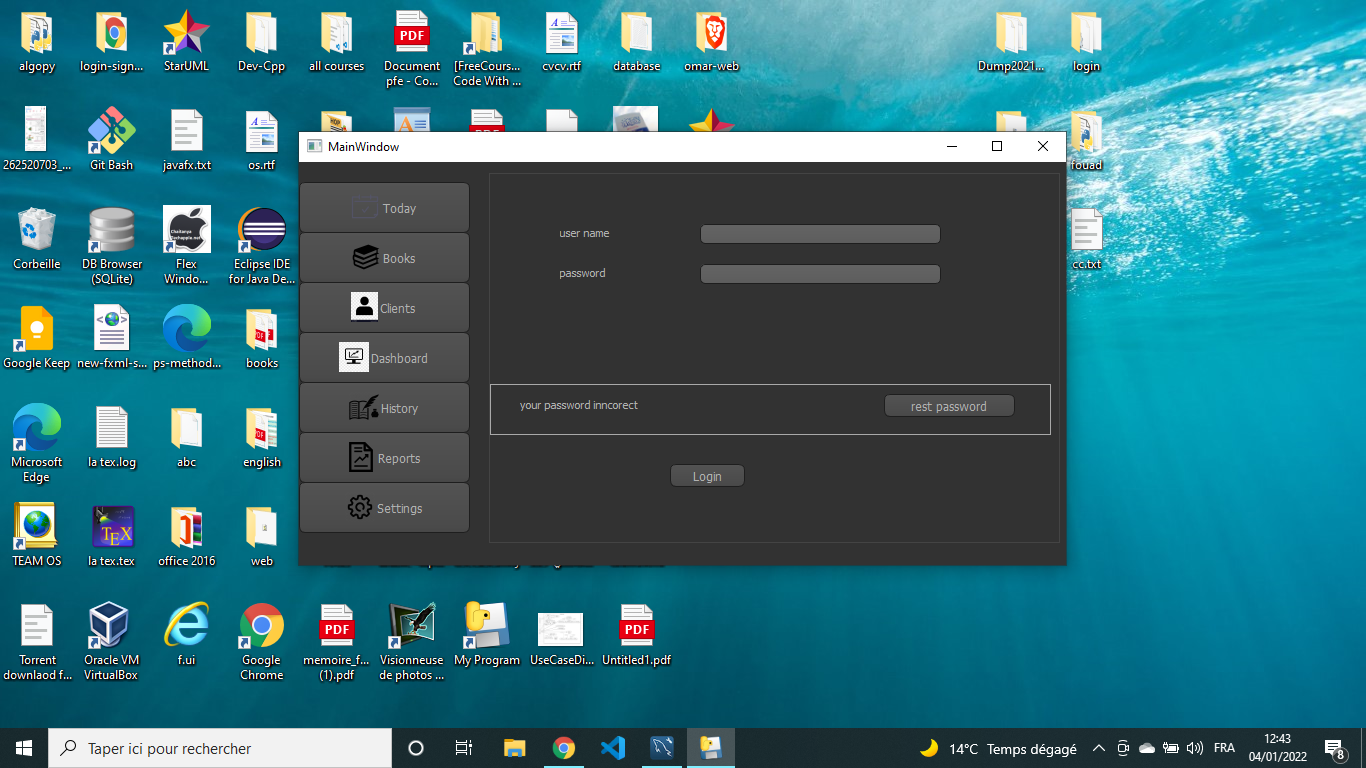 algopy
login-sign...
StarUML
Dev-Cpp
all courses
Document
pfe - Co...
[FreeCours...
Code With ...
cvcv.rtf
database
omar-web
Dump2021...
login
PDF
262520703_...
Git Bash
javafx.txt
os.rtf
fouad
MainWindow
Today
Books
Clients
Dashboard
History
Reports
Settings
user name
password
your password inncorect
rest password
Login
Corbeille
DB Browser
(SQLite)
Flex
Windo...
Eclipse IDE
for Java De...
cc.txt
Google Keep
new-fxml-s...
ps-method...
books
Microsoft
Edge
la tex.log
abc
english
TEAM OS
la tex.tex
office 2016
web
TEX
Torrent
downlaod f...
Oracle VM
VirtualBox
f.ui
Google
Chrome
PDF
memoire_f...
(1).pdf
Visionneuse
de photos ...
My Program
UseCaseDi...
PDF
Untitled1.pdf
Taper ici pour rechercher
14°C Temps dégagé
FRA
12:43
04/01/2022
8